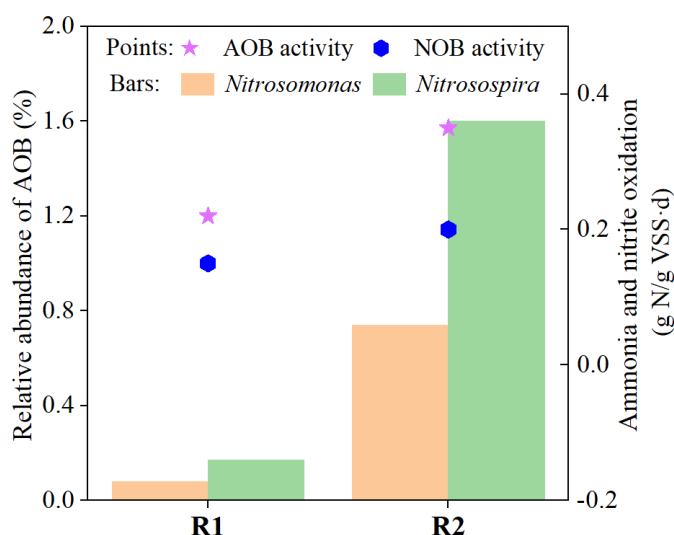 Points: AOB activity NOB activity
Bars: Nitrosomonas Nitrosospira
Relative abundance of AOB (%)
2.0
1.6
1.2
0.8
0.4
0.0
0.4
0.2
0.0
-0.2
Ammonia and nitrite oxidation
(g N/g VSS·d)
R1 R2